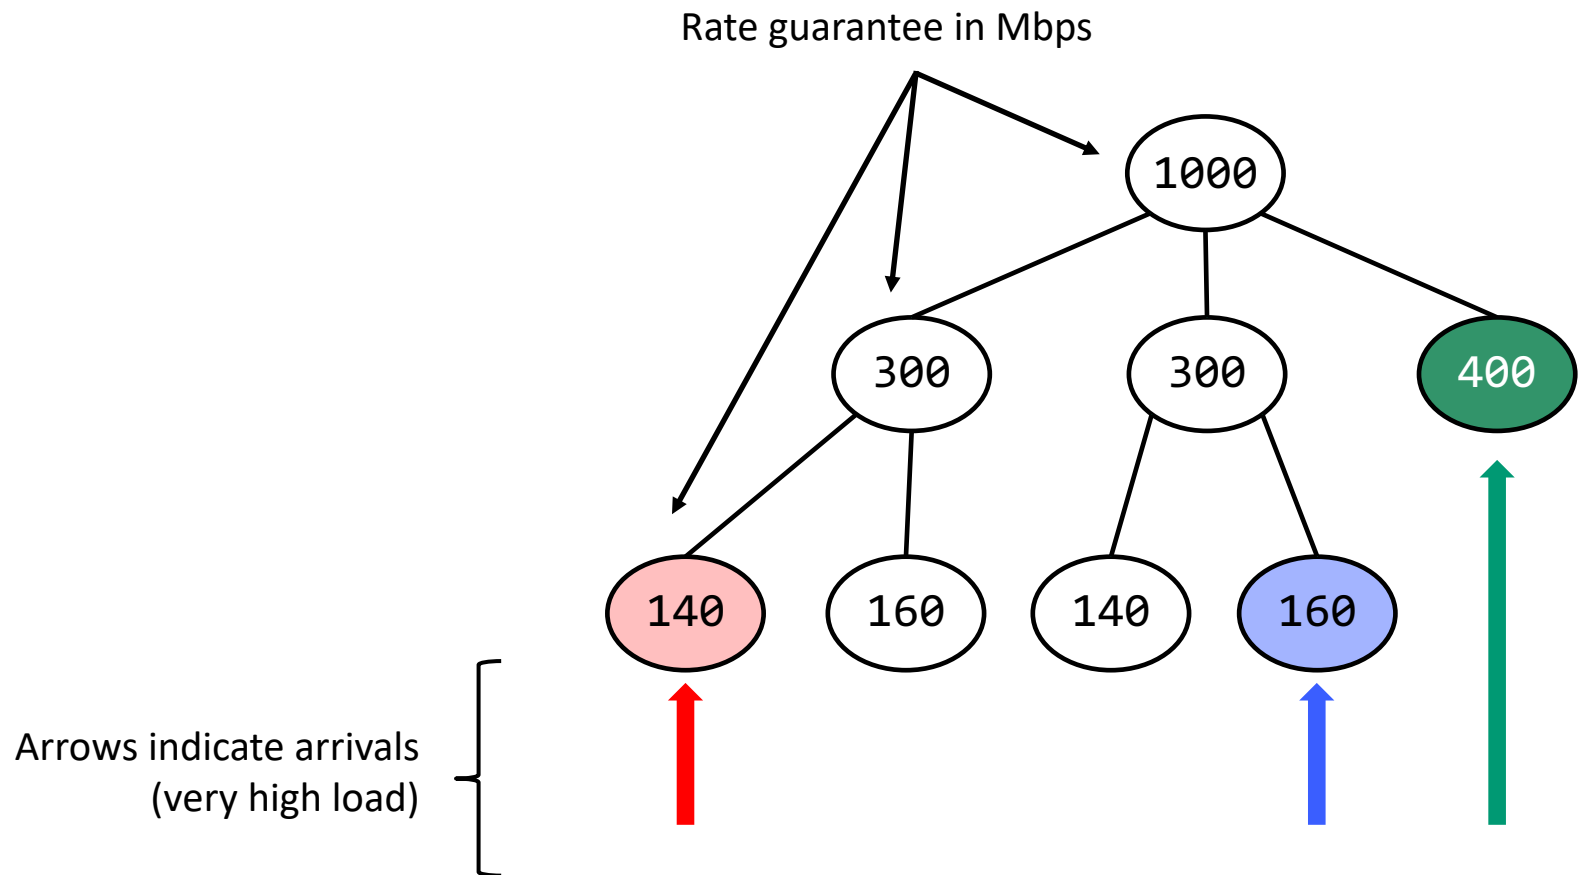 Rate guarantee in Mbps
1000
300
300
400
140
160
140
160
Arrows indicate arrivals
(very high load)